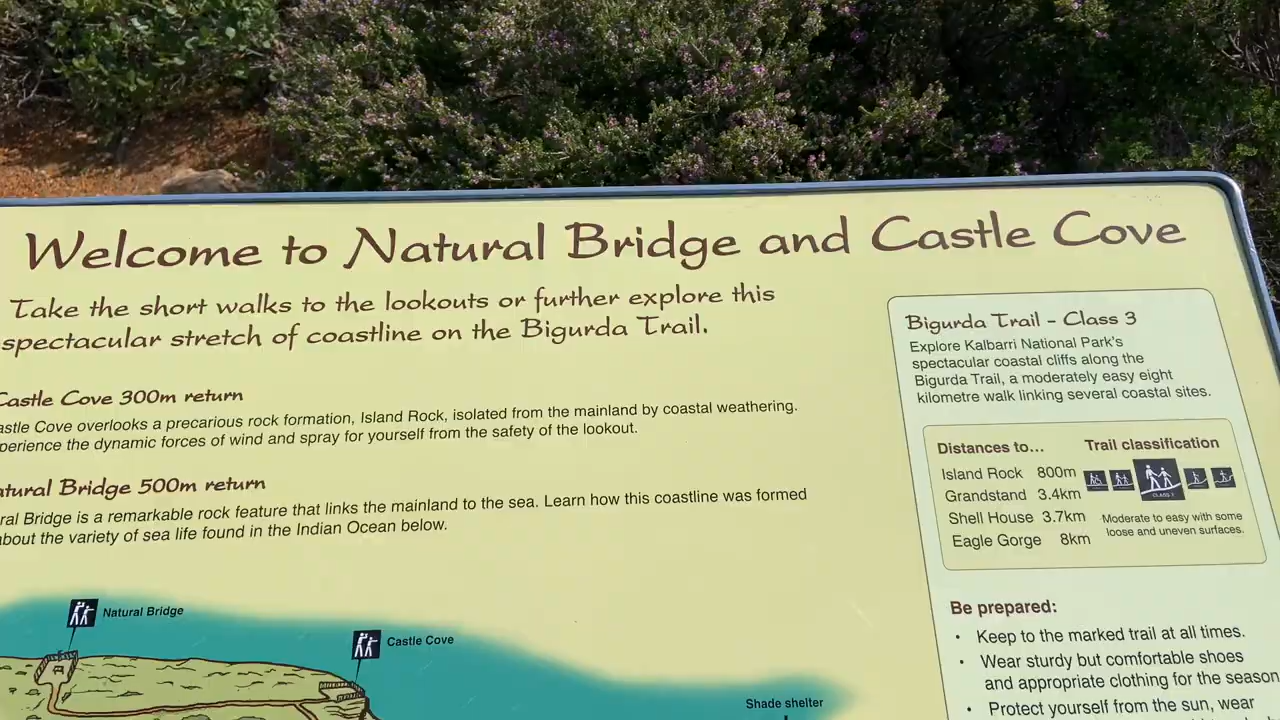 Welcome to Natural Bridge and Castle Cove
Take the short walks to the lookouts or further explore this
spectacular stretch of coastline on the Bigurda Trail.
Castle Cove 300m return
astle Cove overlooks a precarious rock formation, Island Rock, isolated from the mainland by coastal weathering.
perience the dynamic forces of wind and spray for yourself from the safety of the lookout.
atural Bridge 500m return
ral Bridge is a remarkable rock feature that links the mainland to the sea. Learn how this coastline was formed
about the variety of sea life found in the Indian Ocean below.
Natural Bridge
Castle Cove
Shade shelter
Bigurda Trail – Class 3
Explore Kalbarri National Park's
spectacular coastal cliffs along the
Bigurda Trail, a moderately easy eight
kilometre walk linking several coastal sites.
Distances to...
Island Rock 800m
Grandstand 3.4km
Shell House 3.7km
Eagle Gorge 8km
Trail classification
CLASS 3
Moderate to easy with some
loose and uneven surfaces.
Be prepared:
• Keep to the marked trail at all times.
• Wear sturdy but comfortable shoes
and appropriate clothing for the season
• Protect yourself from the sun, wear